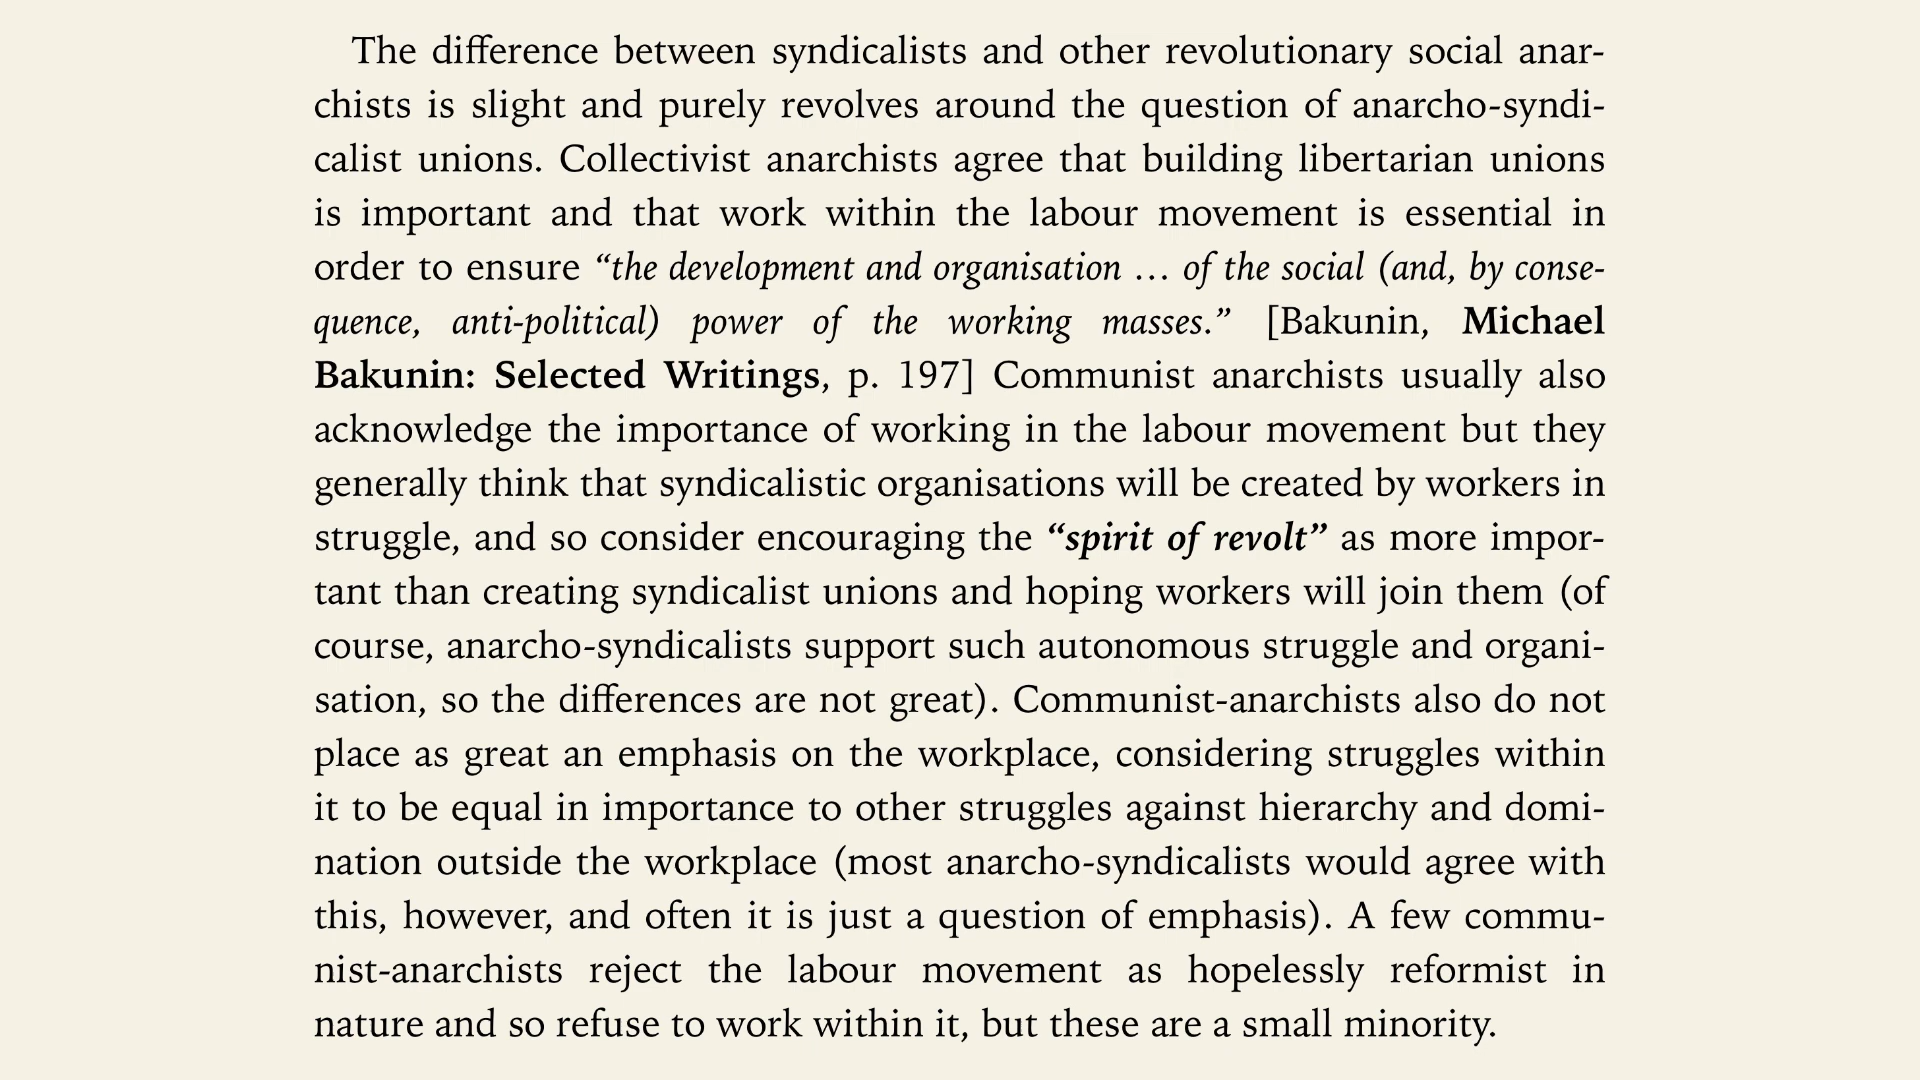 The difference between syndicalists and other revolutionary social anar-
chists is slight and purely revolves around the question of anarcho-syndi-
calist unions. Collectivist anarchists agree that building libertarian unions
is important and that work within the labour movement is essential in
order to ensure “the development and organisation … of the social (and, by conse-
quence, anti-political) power of the working masses.” [Bakunin, Michael
Bakunin: Selected Writings, p. 197] Communist anarchists usually also
acknowledge the importance of working in the labour movement but they
generally think that syndicalistic organisations will be created by workers in
struggle, and so consider encouraging the “spirit of revolt” as more impor-
tant than creating syndicalist unions and hoping workers will join them (of
course, anarcho-syndicalists support such autonomous struggle and organi-
sation, so the differences are not great). Communist-anarchists also do not
place as great an emphasis on the workplace, considering struggles within
it to be equal in importance to other struggles against hierarchy and domi-
nation outside the workplace (most anarcho-syndicalists would agree with
this, however, and often it is just a question of emphasis). A few commu-
nist-anarchists reject the labour movement as hopelessly reformist in
nature and so refuse to work within it, but these are a small minority.